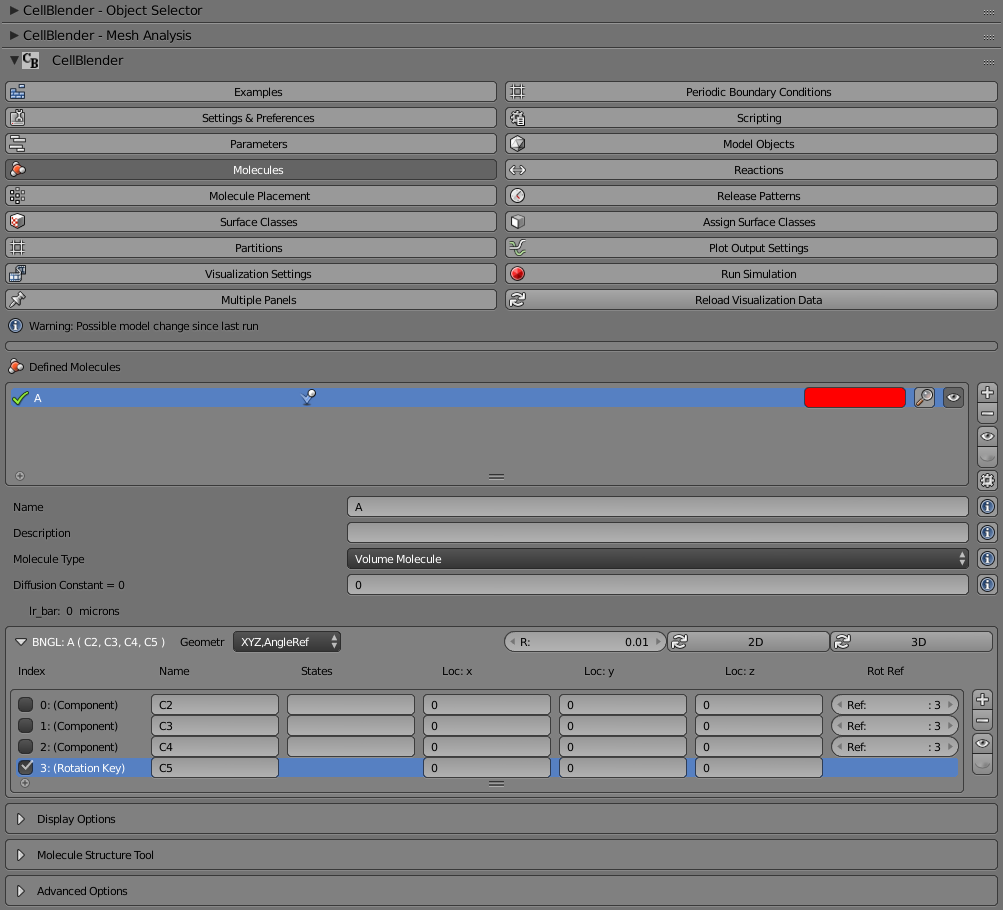 CellBlender - Object Selector
CellBlender - Mesh Analysis
CB CellBlender
Examples Periodic Boundary Conditions
Settings & Preferences Scripting
Parameters Model Objects
Molecules Reactions
Molecule Placement Release Patterns
Surface Classes Assign Surface Classes
Partitions Plot Output Settings
Visualization Settings Run Simulation
Multiple Panels Reload Visualization Data
Warning: Possible model change since last run
Defined Molecules
A
Name A
Description
Molecule Type Volume Molecule
Diffusion Constant = 0 0
lr_bar: 0 microns
BNGL: A ( C2, C3, C4, C5 ) Geometr XYZ,AngleRef R: 0.01 2D 3D
Index Name States Loc: x Loc: y Loc: z Rot Ref
0: (Component) C2 0 0 0 Ref: : 3
1: (Component) C3 0 0 0 Ref: : 3
2: (Component) C4 0 0 0 Ref: : 3
3: (Rotation Key) C5 0 0 0
Display Options
Molecule Structure Tool
Advanced Options